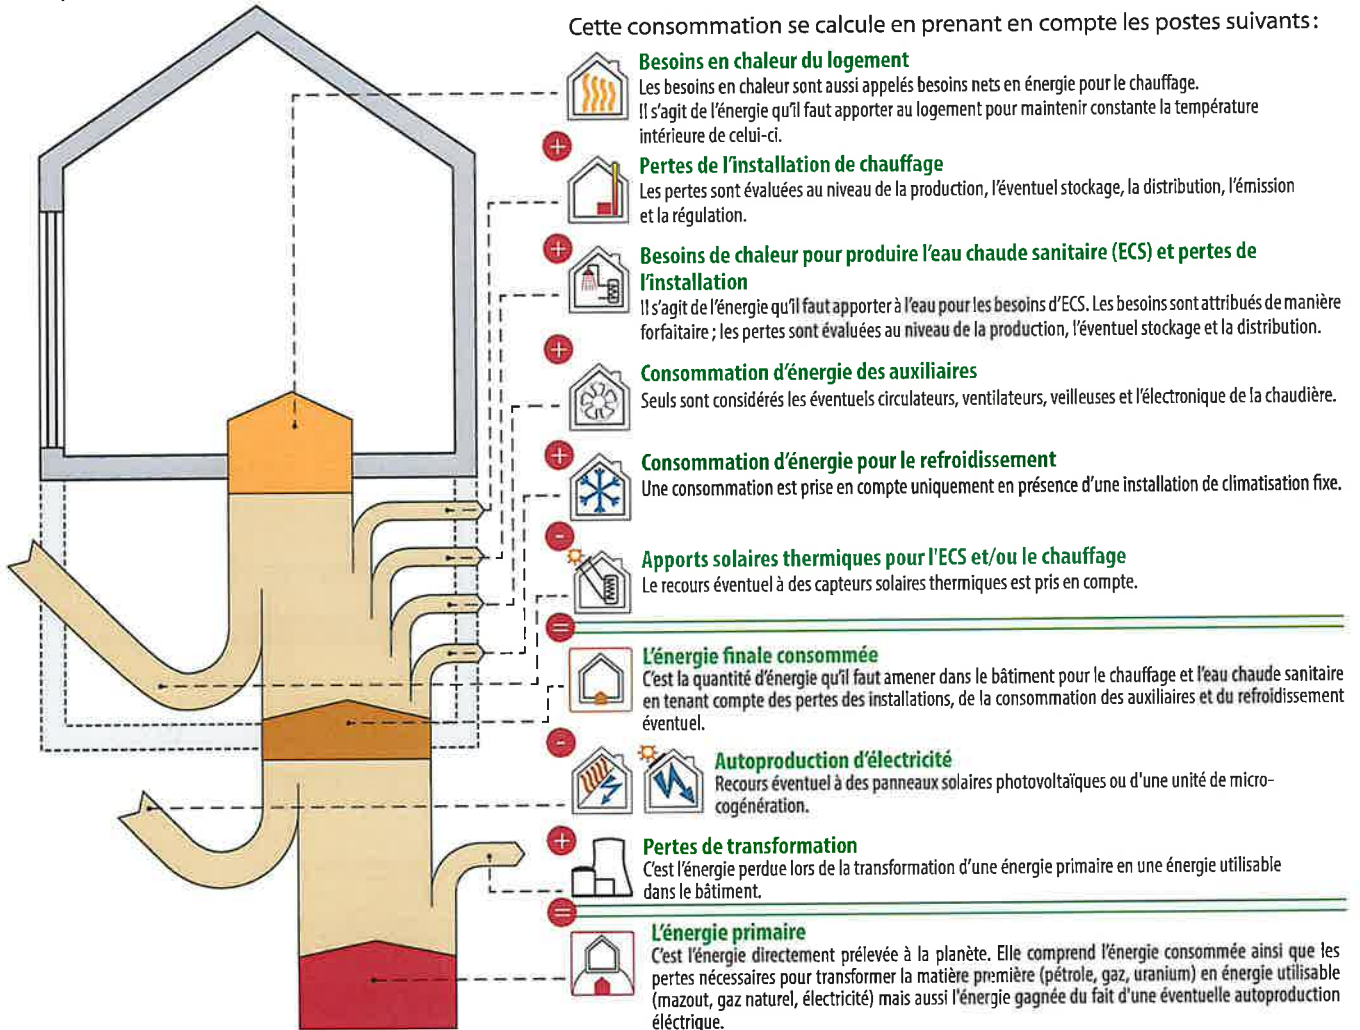 Cette consommation se calcule en prenant en compte les postes suivants :
Besoins en chaleur du logement
Les besoins en chaleur sont aussi appelés besoins nets en énergie pour le chauffage.
Il s'agit de l'énergie qu'il faut apporter au logement pour maintenir constante la température
intérieure de celui-ci.
+
Pertes de l'installation de chauffage
Les pertes sont évaluées au niveau de la production, l'éventuel stockage, la distribution, l'émission
et la régulation.
+
Besoins de chaleur pour produire l'eau chaude sanitaire (ECS) et pertes de
l'installation
Il s'agit de l'énergie qu'il faut apporter à l'eau pour les besoins d'ECS. Les besoins sont attribués de manière
forfaitaire ; les pertes sont évaluées au niveau de la production, l'éventuel stockage et la distribution.
+
Consommation d'énergie des auxiliaires
Seuls sont considérés les éventuels circulateurs, ventilateurs, veilleuses et l'électronique de la chaudière.
+
Consommation d'énergie pour le refroidissement
Une consommation est prise en compte uniquement en présence d'une installation de climatisation fixe.
-
Apports solaires thermiques pour l'ECS et/ou le chauffage
Le recours éventuel à des capteurs solaires thermiques est pris en compte.
=
L'énergie finale consommée
C'est la quantité d'énergie qu'il faut amener dans le bâtiment pour le chauffage et l'eau chaude sanitaire
en tenant compte des pertes des installations, de la consommation des auxiliaires et du refroidissement
éventuel.
-
Autoproduction d'électricité
Recours éventuel à des panneaux solaires photovoltaïques ou d'une unité de micro-
cogénération.
+
Pertes de transformation
C'est l'énergie perdue lors de la transformation d'une énergie primaire en une énergie utilisable
dans le bâtiment.
=
L'énergie primaire
C'est l'énergie directement prélevée à la planète. Elle comprend l'énergie consommée ainsi que les
pertes nécessaires pour transformer la matière première (pétrole, gaz, uranium) en énergie utilisable
(mazout, gaz naturel, électricité) mais aussi l'énergie gagnée du fait d'une éventuelle autoproduction
éléctrique.